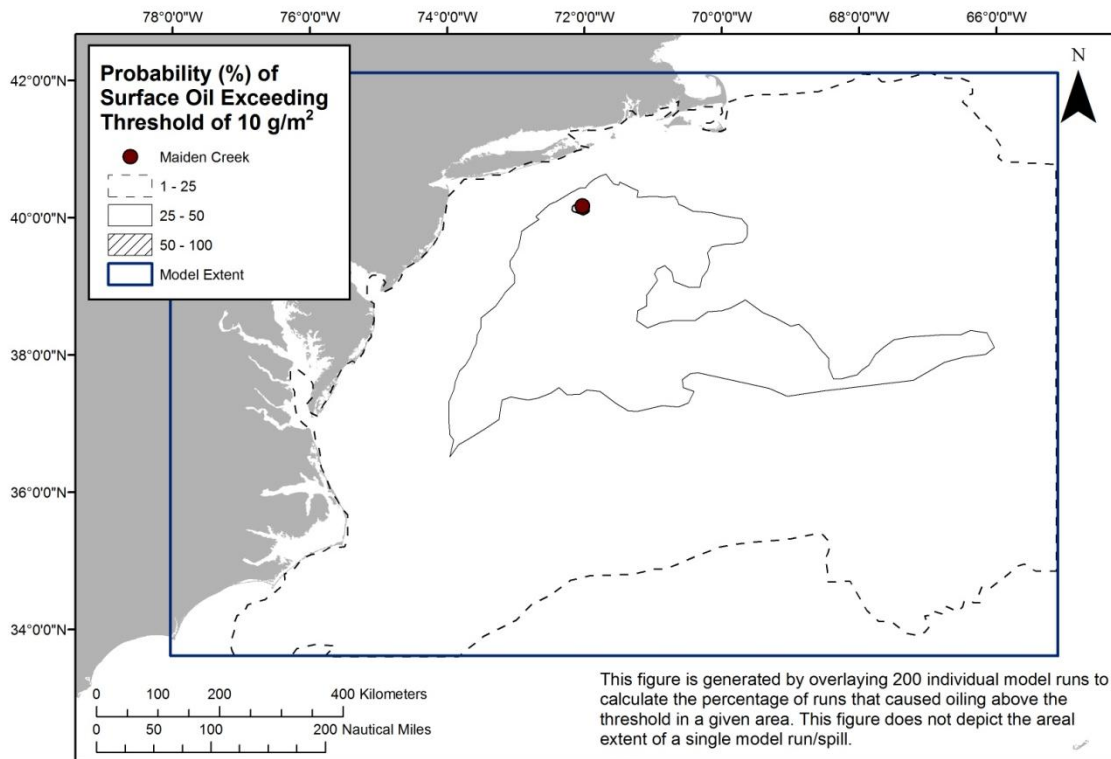 78°0'0"W 76°0'0"W 74°0'0"W 72°0'0"W 70°0'0"W 68°0'0"W 66°0'0"W
N
42°0'0"N
40°0'0"N
38°0'0"N
36°0'0"N
34°0'0"N
Probability (%) of
Surface Oil Exceeding
Threshold of 10 g/m²
Maiden Creek
1 - 25
25 - 50
50 - 100
Model Extent
0 100 200 400 Kilometers
0 50 100 200 Nautical Miles
This figure is generated by overlaying 200 individual model runs to
calculate the percentage of runs that caused oiling above the
threshold in a given area. This figure does not depict the areal
extent of a single model run/spill.